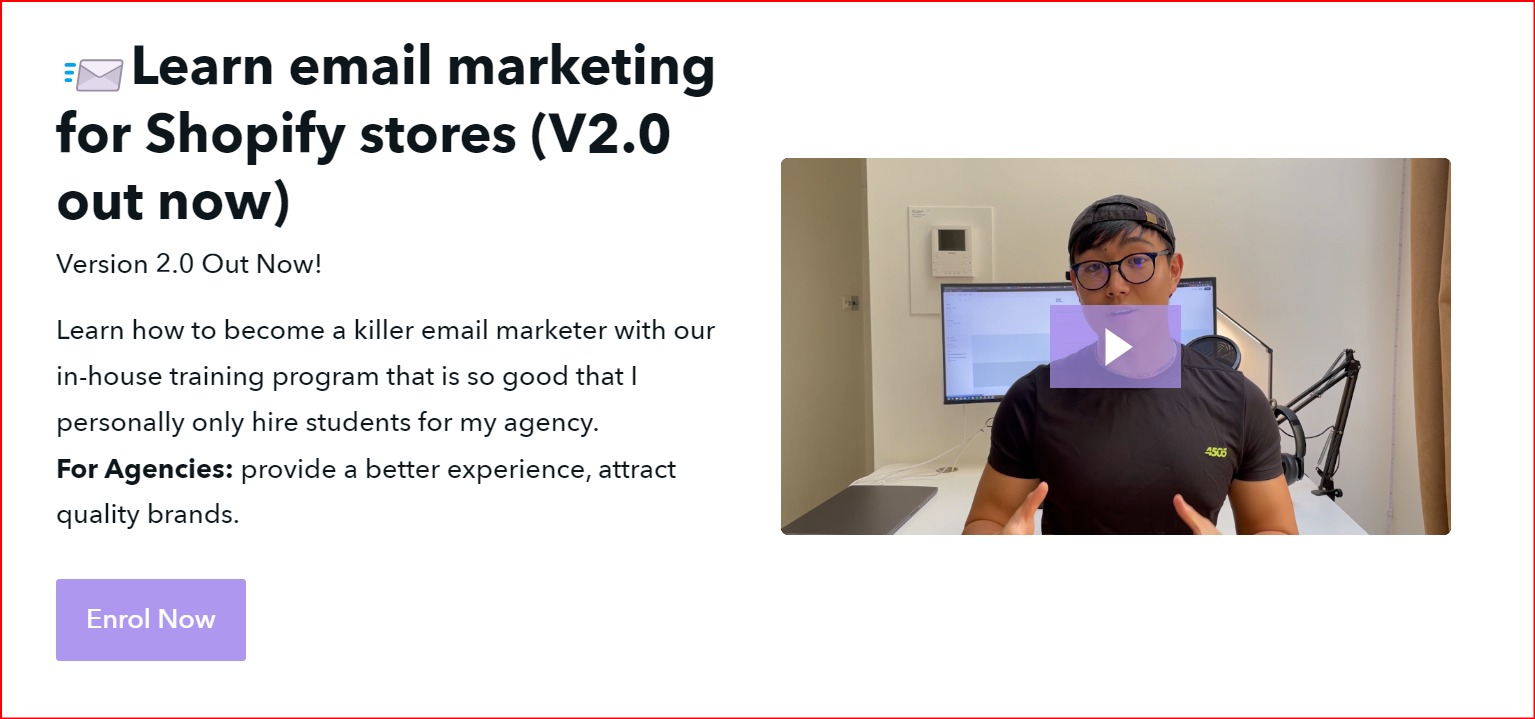 Learn email marketing
for Shopify stores (V2.0
out now)
Version 2.0 Out Now!
Learn how to become a killer email marketer with our
in-house training program that is so good that I
personally only hire students for my agency.
For Agencies: provide a better experience, attract
quality brands.
Enrol Now
4505